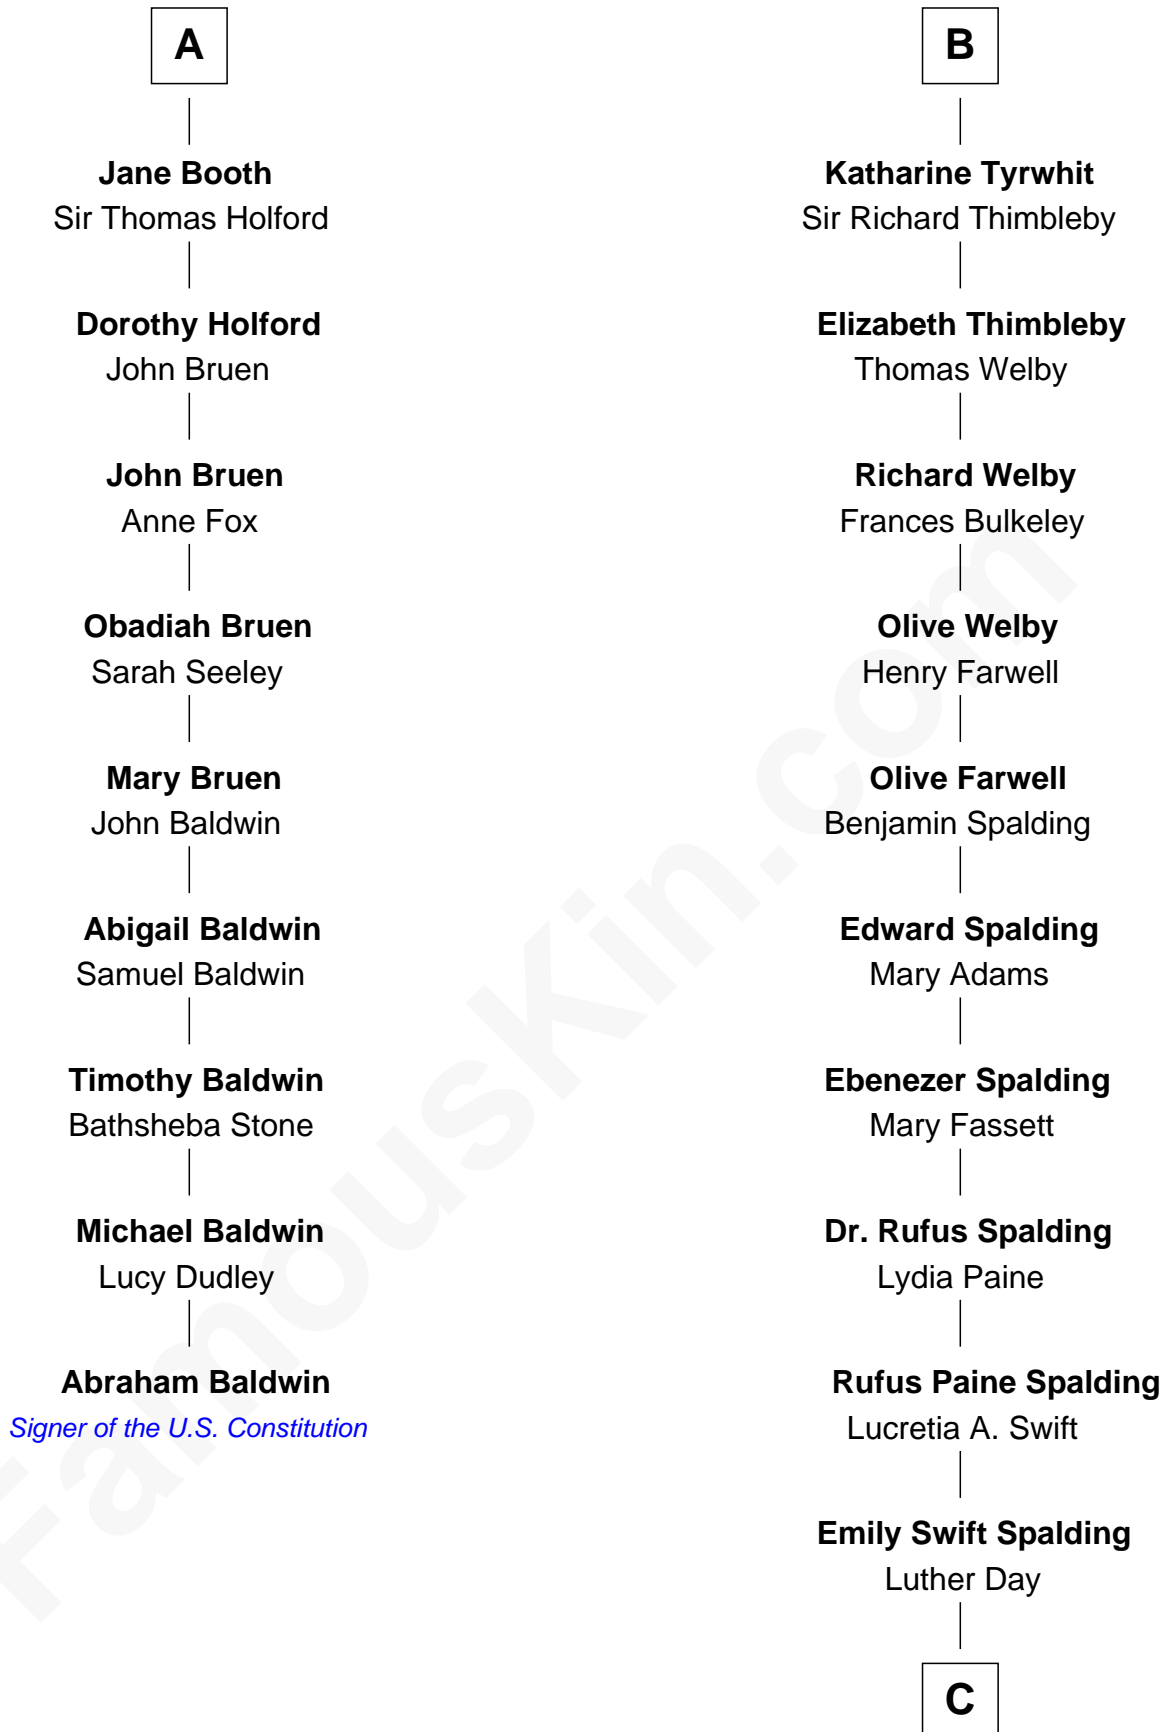 A
Jane Booth
Sir Thomas Holford
Dorothy Holford
John Bruen
John Bruen
Anne Fox
Obadiah Bruen
Sarah Seeley
Mary Bruen
John Baldwin
Abigail Baldwin
Samuel Baldwin
Timothy Baldwin
Bathsheba Stone
Michael Baldwin
Lucy Dudley
Abraham Baldwin
Signer of the U.S. Constitution
B
Katharine Tyrwhit
Sir Richard Thimbleby
Elizabeth Thimbleby
Thomas Welby
Richard Welby
Frances Bulkeley
Olive Welby
Henry Farwell
Olive Farwell
Benjamin Spalding
Edward Spalding
Mary Adams
Ebenezer Spalding
Mary Fassett
Dr. Rufus Spalding
Lydia Paine
Rufus Paine Spalding
Lucretia A. Swift
Emily Swift Spalding
Luther Day
C
FamousKin.com